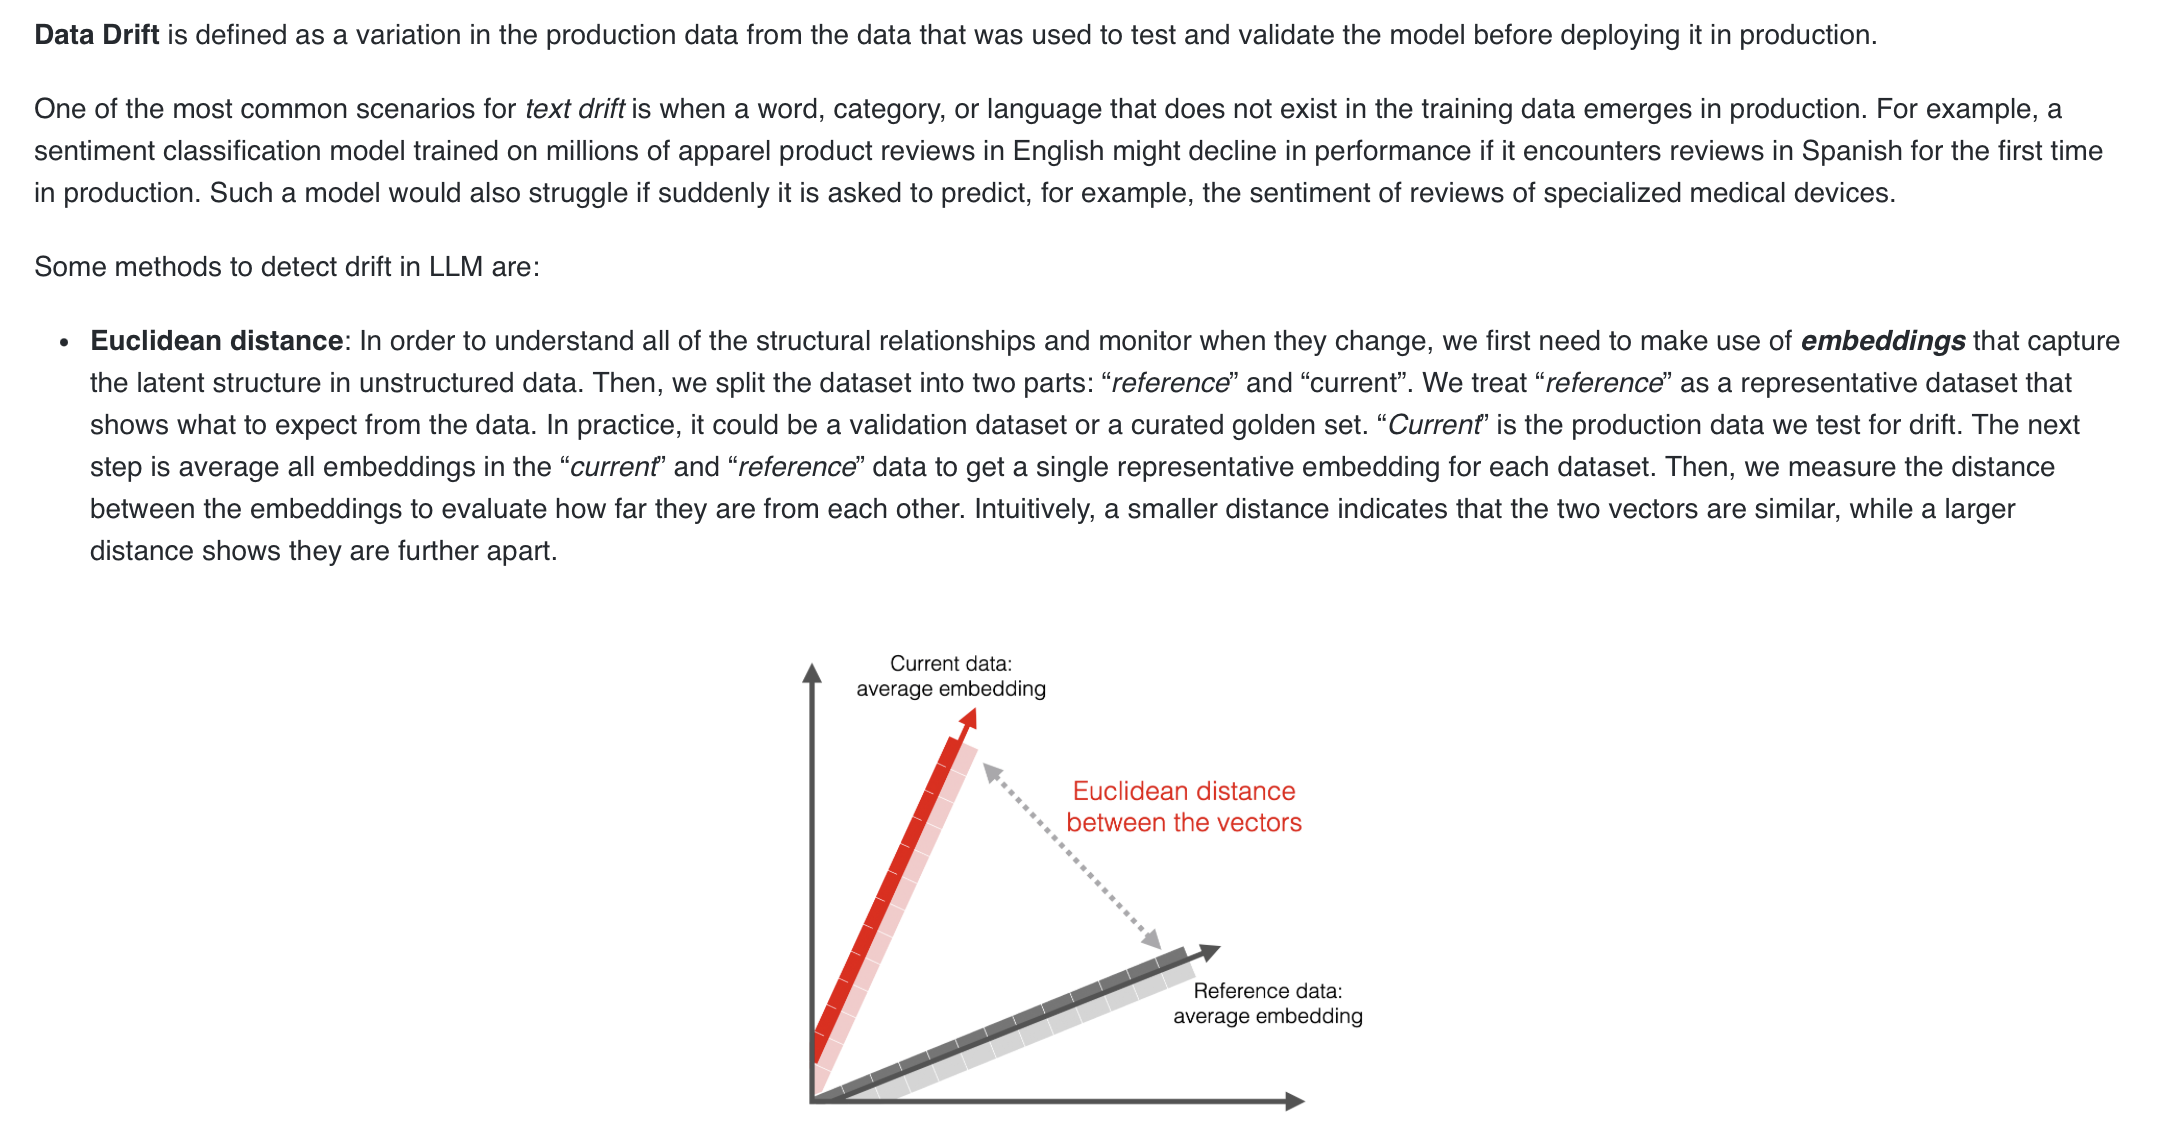 Data Drift is defined as a variation in the production data from the data that was used to test and validate the model before deploying it in production.
One of the most common scenarios for text drift is when a word, category, or language that does not exist in the training data emerges in production. For example, a
sentiment classification model trained on millions of apparel product reviews in English might decline in performance if it encounters reviews in Spanish for the first time
in production. Such a model would also struggle if suddenly it is asked to predict, for example, the sentiment of reviews of specialized medical devices.
Some methods to detect drift in LLM are:
• Euclidean distance: In order to understand all of the structural relationships and monitor when they change, we first need to make use of embeddings that capture
the latent structure in unstructured data. Then, we split the dataset into two parts: “reference” and “current”. We treat “reference” as a representative dataset that
shows what to expect from the data. In practice, it could be a validation dataset or a curated golden set. “Current” is the production data we test for drift. The next
step is average all embeddings in the “current” and “reference” data to get a single representative embedding for each dataset. Then, we measure the distance
between the embeddings to evaluate how far they are from each other. Intuitively, a smaller distance indicates that the two vectors are similar, while a larger
distance shows they are further apart.
Current data:
average embedding
Euclidean distance
between the vectors
Reference data:
average embedding